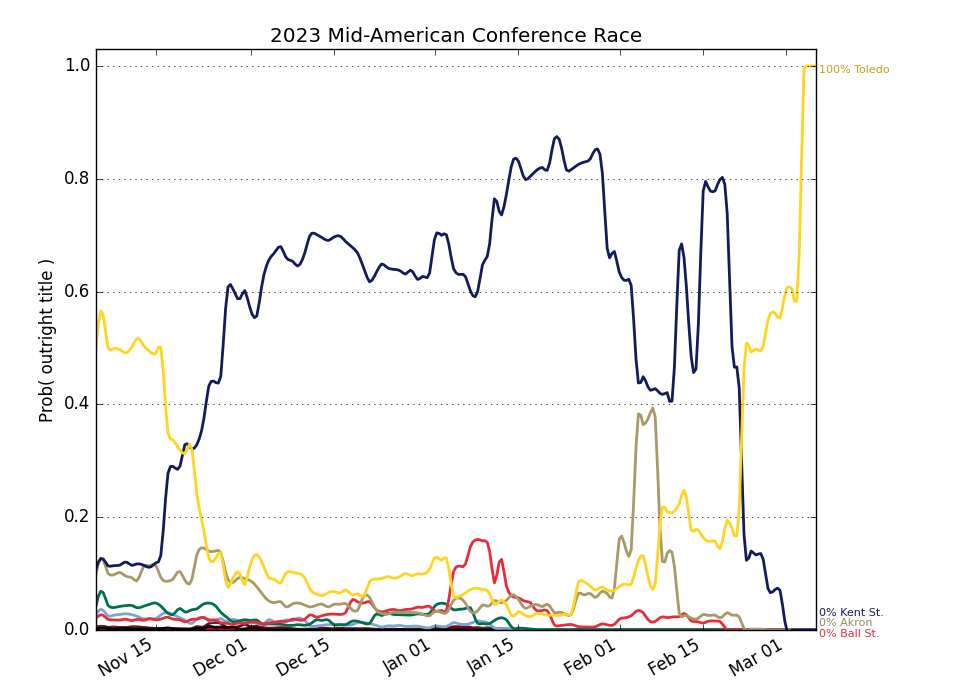 2023 Mid-American Conference Race
1.0
0.8
0.6
0.4
0.2
0.0
Prob( outright title )
100% Toledo
0% Kent St.
0% Akron
0% Ball St.
Nov 15
Dec 01
Dec 15
Jan 01
Jan 15
Feb 01
Feb 15
Mar 01